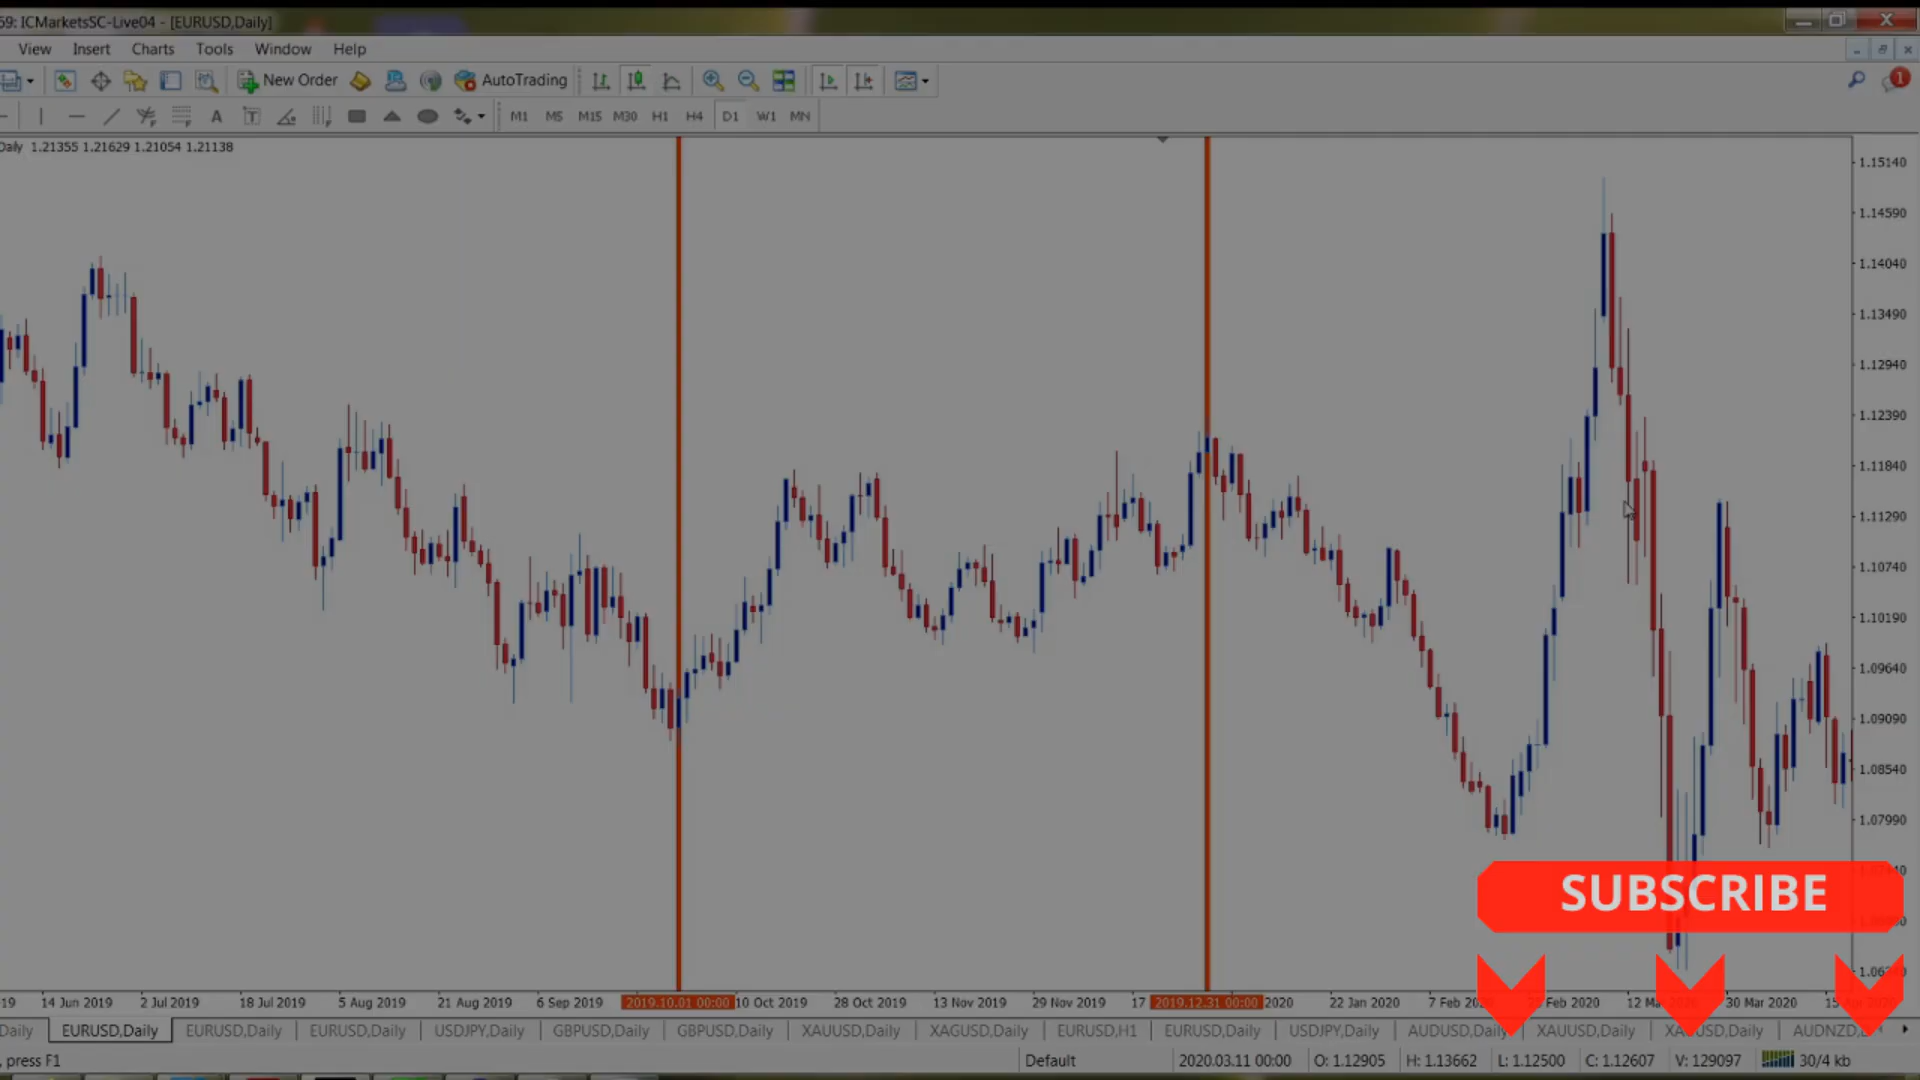 59: ICMarketsSC-Live04 - [EURUSD,Daily]
View Insert Charts Tools Window Help
New Order AutoTrading 1
A T M1 M5 M15 M30 H1 H4 D1 W1 MN
Daily 1.21355 1.21629 1.21054 1.21138
1.15140
1.14590
1.14040
1.13490
1.12940
1.12390
1.11840
1.11290
1.10740
1.10190
1.09640
1.09090
1.08540
1.07990
SUBSCRIBE
19 14 Jun 2019 2 Jul 2019 18 Jul 2019 5 Aug 2019 21 Aug 2019 6 Sep 2019 2019.10.01 00:00 10 Oct 2019 28 Oct 2019 13 Nov 2019 29 Nov 2019 17 2019.12.31 00:00 2020 22 Jan 2020 7 Feb Feb 2020 12 30 Mar 2020
Daily EURUSD,Daily EURUSD,Daily EURUSD,Daily USDJPY,Daily GBPUSD,Daily GBPUSD,Daily XAUUSD,Daily XAGUSD,Daily EURUSD,H1 EURUSD,Daily USDJPY,Daily AUDUSD,Daily XAUUSD,Daily AUDNZD,
, press F1 Default 2020.03.11 00:00 O: 1.12905 H: 1.13662 L: 1.12500 C: 1.12607 V: 129097 30/4 kb